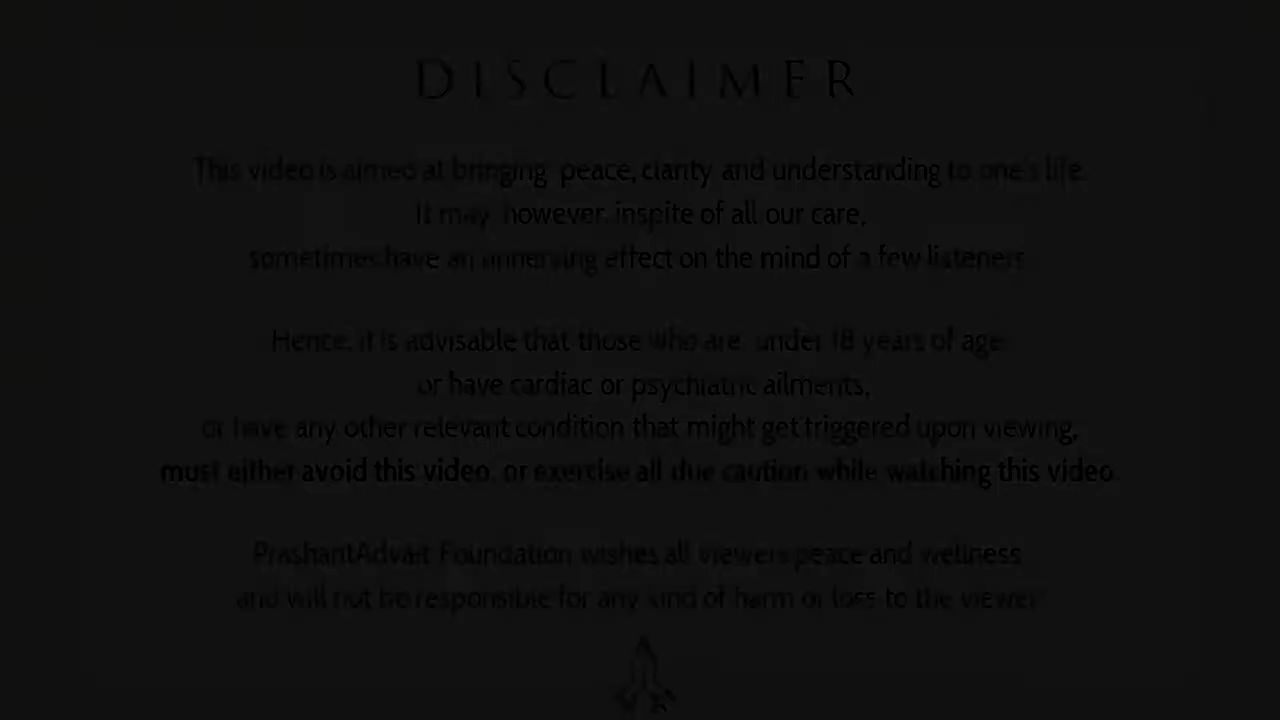 DISCLAIMER
This video is aimed at bringing peace, clarity and understanding to one's life.
It may, however, inspite of all our care,
sometimes have an unnerving effect on the mind of a few listeners.
Hence, it is advisable that those who are under 18 years of age
or have cardiac or psychiatric ailments,
or have any other relevant condition that might get triggered upon viewing,
must either avoid this video, or exercise all due caution while watching this video.
PrashantAdvait Foundation wishes all viewers peace and wellness
and will not be responsible for any kind of harm or loss to the viewer.